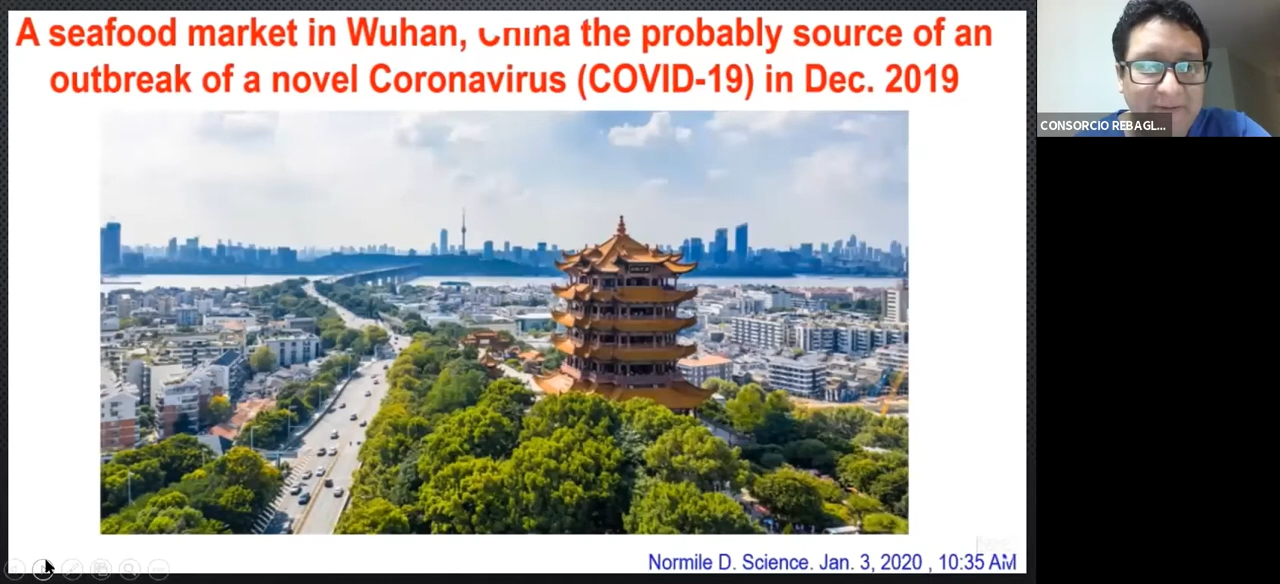 A seafood market in Wuhan, China the probably source of an
outbreak of a novel Coronavirus (COVID-19) in Dec. 2019
CONSORCIO REBAGL...
Normile D. Science. Jan. 3, 2020 , 10:35 AM